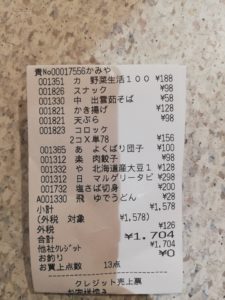 責No00017556かみや
001351 カ 野菜生活100 ¥188
001826 スナック ¥98
001330 中 出雲茹そば ¥58
001821 かき揚げ ¥128
001821 天ぷら ¥98
001823 コロッケ
2コX単78 ¥156
001365 あ よくばり団子 ¥100
001312 楽 肉餃子 ¥98
001332 や 北海道産大豆1 ¥128
001312 日 マルゲリータピ ¥298
001732 塩さば切身 ¥200
A001330 飛 ゆでうどん ¥28
小計 ¥1,578
(外税 対象 ¥1,578)
外税 ¥126
合計 ¥1,704
他社クレジット ¥1,704
お釣り ¥0
お買上点数 13点
クレジット売上票